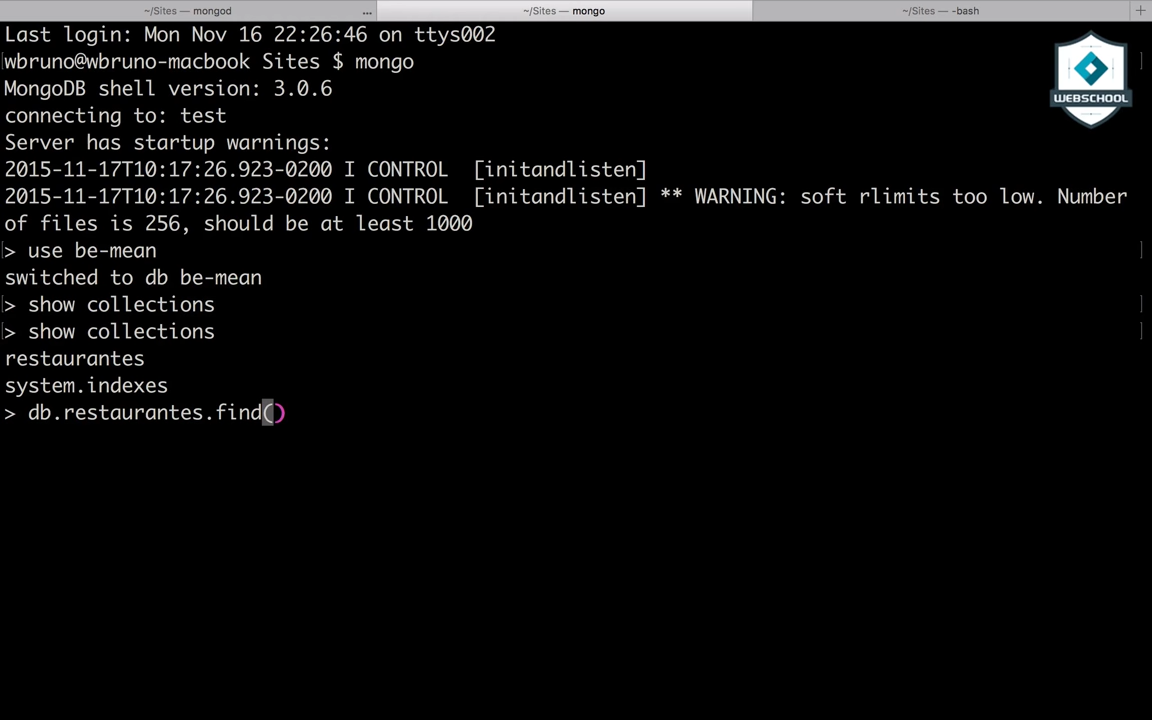 ~/Sites — mongod ... ~/Sites — mongo ~/Sites — -bash +
Last login: Mon Nov 16 22:26:46 on ttys002
[wbruno@wbruno-macbook Sites $ mongo ]
MongoDB shell version: 3.0.6
connecting to: test
Server has startup warnings:
2015-11-17T10:17:26.923-0200 I CONTROL  [initandlisten]
2015-11-17T10:17:26.923-0200 I CONTROL  [initandlisten] ** WARNING: soft rlimits too low. Number
of files is 256, should be at least 1000
[> use be-mean ]
switched to db be-mean
[> show collections ]
[> show collections ]
restaurantes
system.indexes
> db.restaurantes.find()
WEBSCHOOL